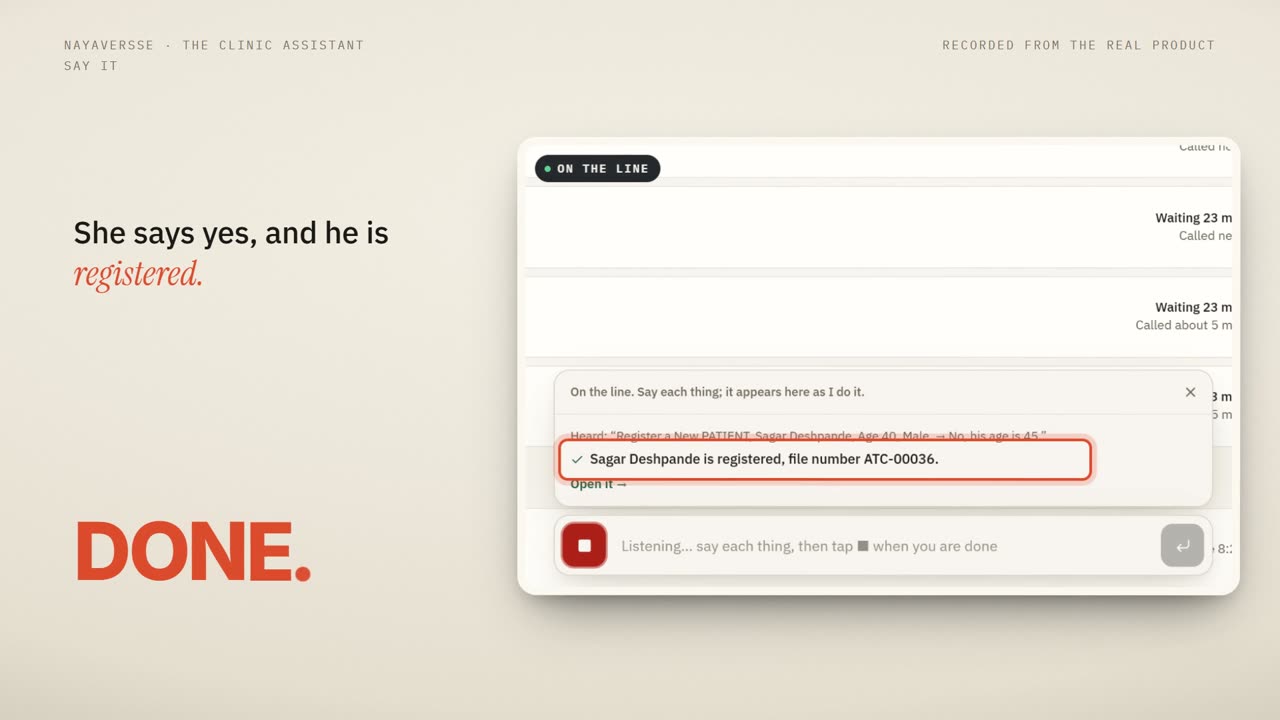 NAYAVERSSE · THE CLINIC ASSISTANT
SAY IT
RECORDED FROM THE REAL PRODUCT
She says yes, and he is
registered.
DONE.
ON THE LINE
Called
Waiting 23 m
Called ne
Waiting 23 m
Called about 5 m
3 m
5 m
On the line. Say each thing; it appears here as I do it.
Heard: “Register a New PATIENT, Sagar Deshpande, Age 40, Male. → No, his age is 45.”
✓ Sagar Deshpande is registered, file number ATC-00036.
Open it →
Listening... say each thing, then tap ■ when you are done
8: